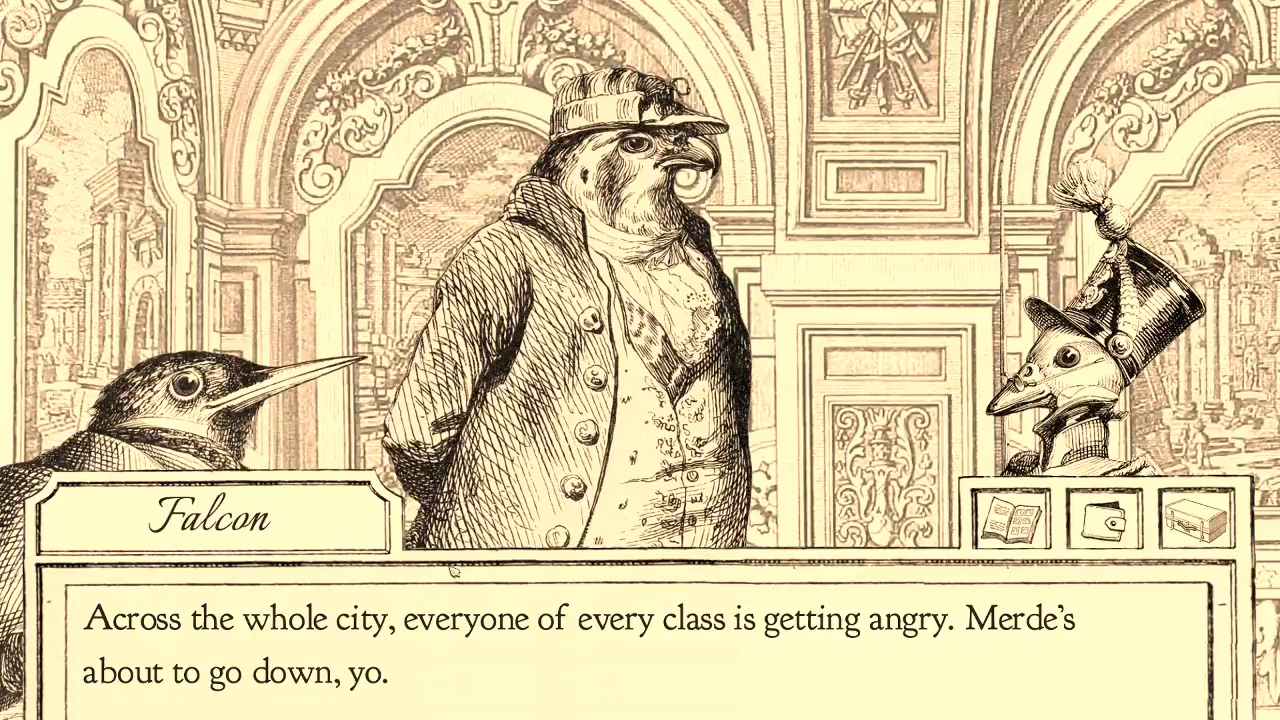 Falcon
Across the whole city, everyone of every class is getting angry. Merde's
about to go down, yo.